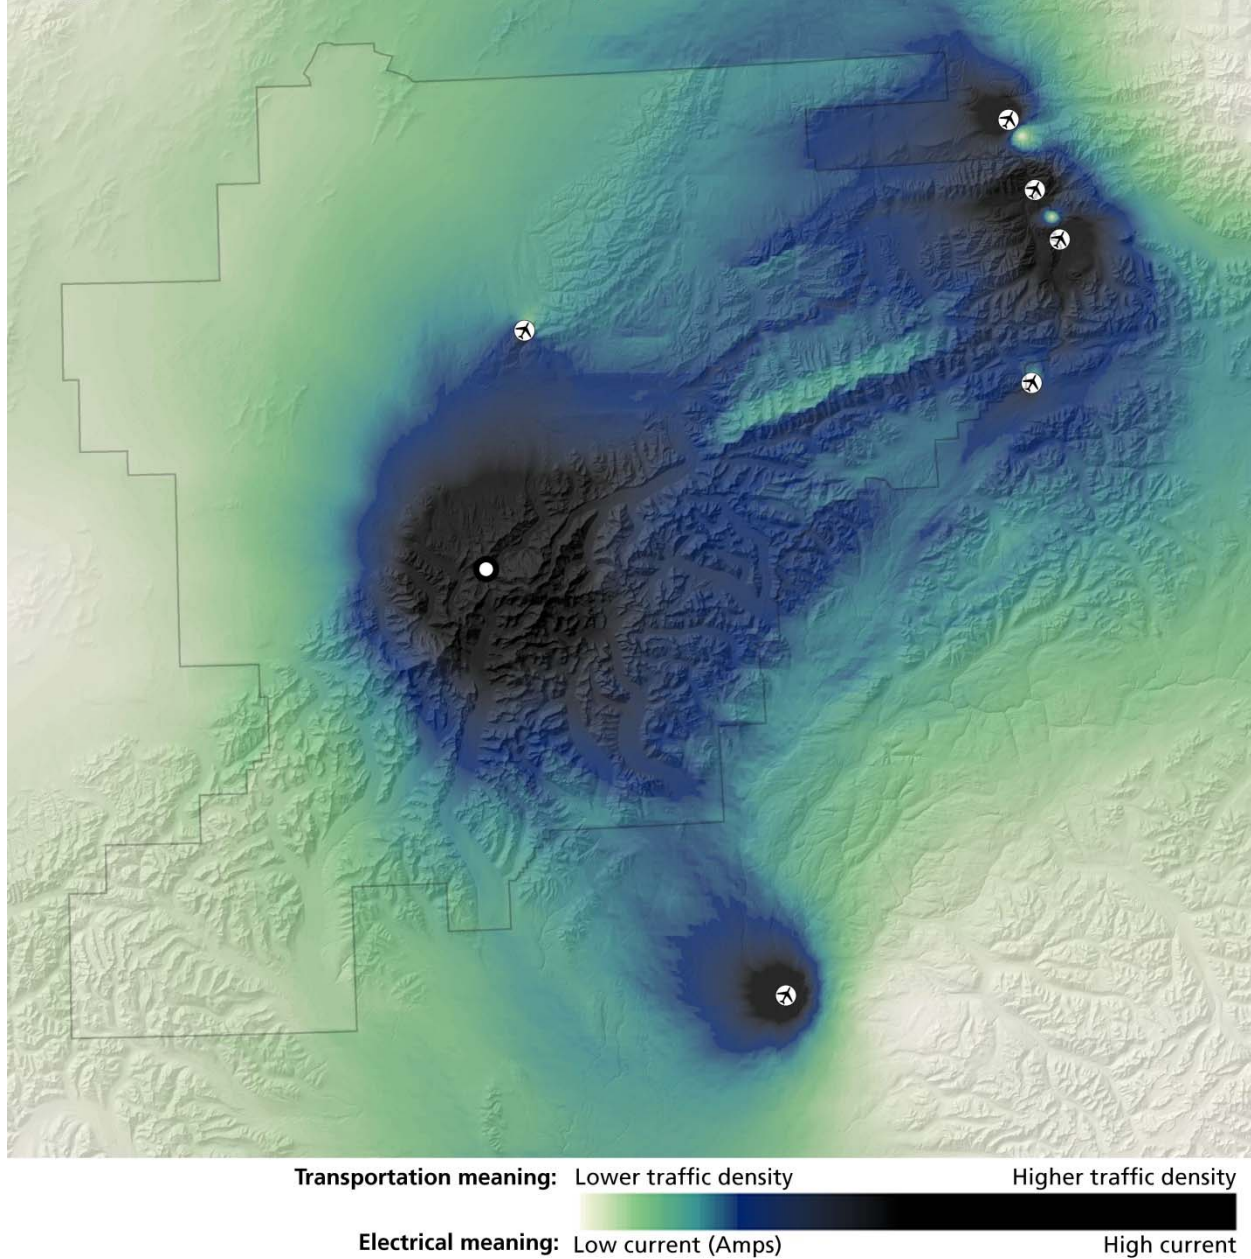 Transportation meaning: Lower traffic density Higher traffic density
Electrical meaning: Low current (Amps) High current